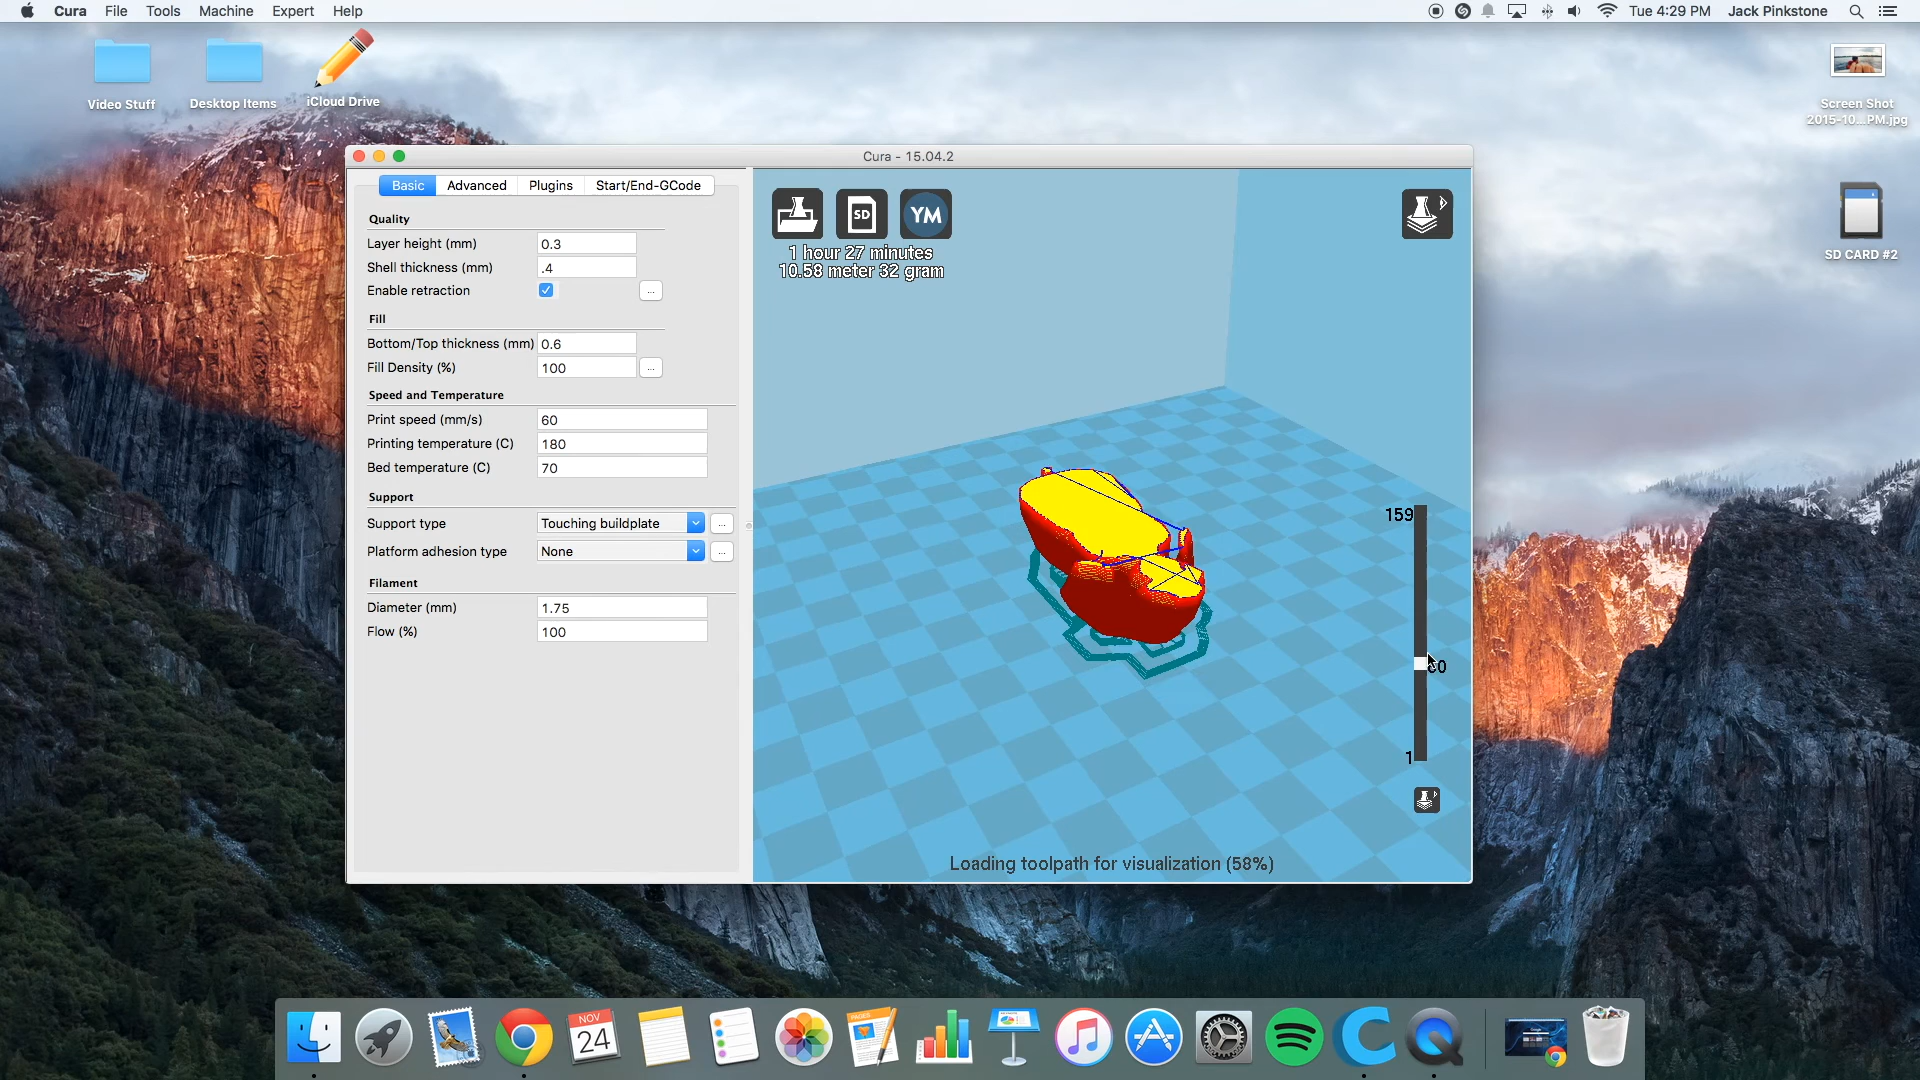 Cura File Tools Machine Expert Help
Tue 4:29 PM Jack Pinkstone
Video Stuff
Desktop Items
iCloud Drive
Screen Shot
2015-10...PM.jpg
SD CARD #2
Cura - 15.04.2
Basic Advanced Plugins Start/End-GCode
Quality
Layer height (mm) 0.3
Shell thickness (mm) .4
Enable retraction ...
Fill
Bottom/Top thickness (mm) 0.6
Fill Density (%) 100 ...
Speed and Temperature
Print speed (mm/s) 60
Printing temperature (C) 180
Bed temperature (C) 70
Support
Support type Touching buildplate ...
Platform adhesion type None ...
Filament
Diameter (mm) 1.75
Flow (%) 100
SD
YM
1 hour 27 minutes
10.58 meter 32 gram
159
1
Loading toolpath for visualization (58%)
NOV
24
PAGES